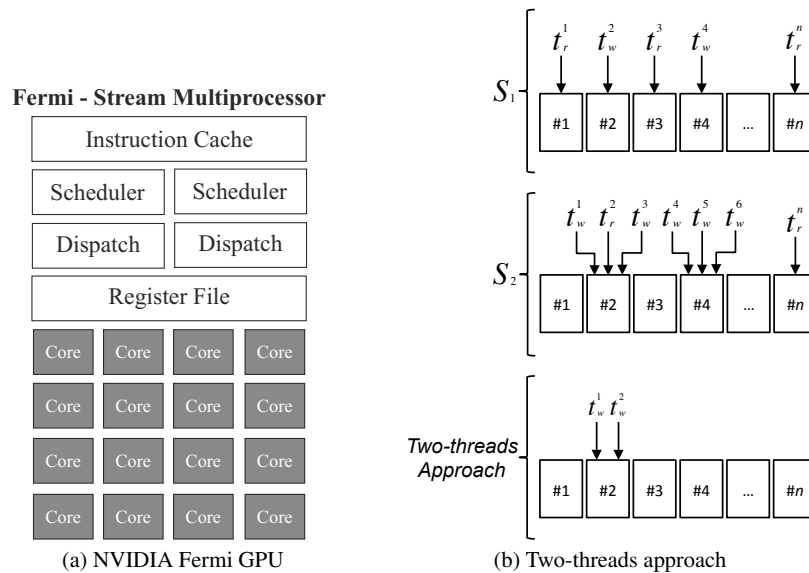 Fermi - Stream Multiprocessor
Instruction Cache
Scheduler Scheduler
Dispatch Dispatch
Register File
Core Core Core Core
Core Core Core Core
Core Core Core Core
Core Core Core Core
(a) NVIDIA Fermi GPU
t_r^1 t_w^2 t_r^3 t_w^4 t_r^n
S_1
#1 #2 #3 #4 ... #n
t_w^1 t_r^2 t_w^3 t_w^4 t_w^5 t_w^6 t_r^n
S_2
#1 #2 #3 #4 ... #n
t_w^1 t_w^2
Two-threads
Approach
#1 #2 #3 #4 ... #n
(b) Two-threads approach